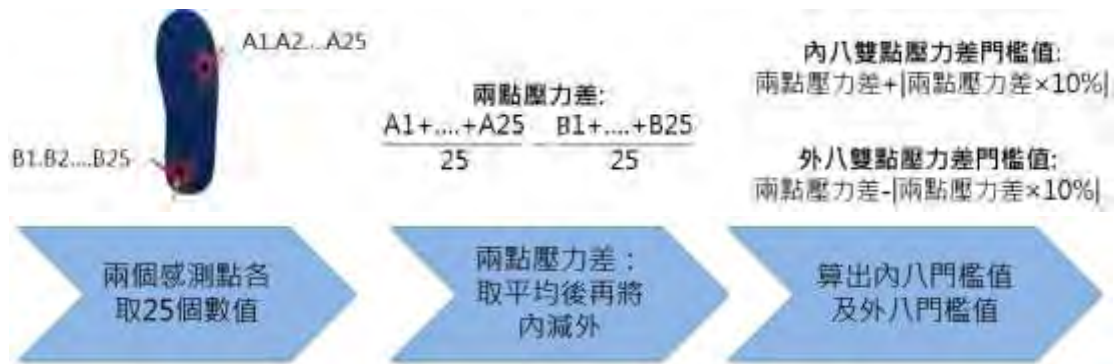 A1.A2...A25
B1.B2....B25
兩點壓力差:
A1+....+A25 B1+....+B25
25 25
內八雙點壓力差門檻值:
兩點壓力差+|兩點壓力差×10%|
外八雙點壓力差門檻值:
兩點壓力差-|兩點壓力差×10%|
兩個感測點各
取25個數值
兩點壓力差：
取平均後再將
內減外
算出內八門檻值
及外八門檻值